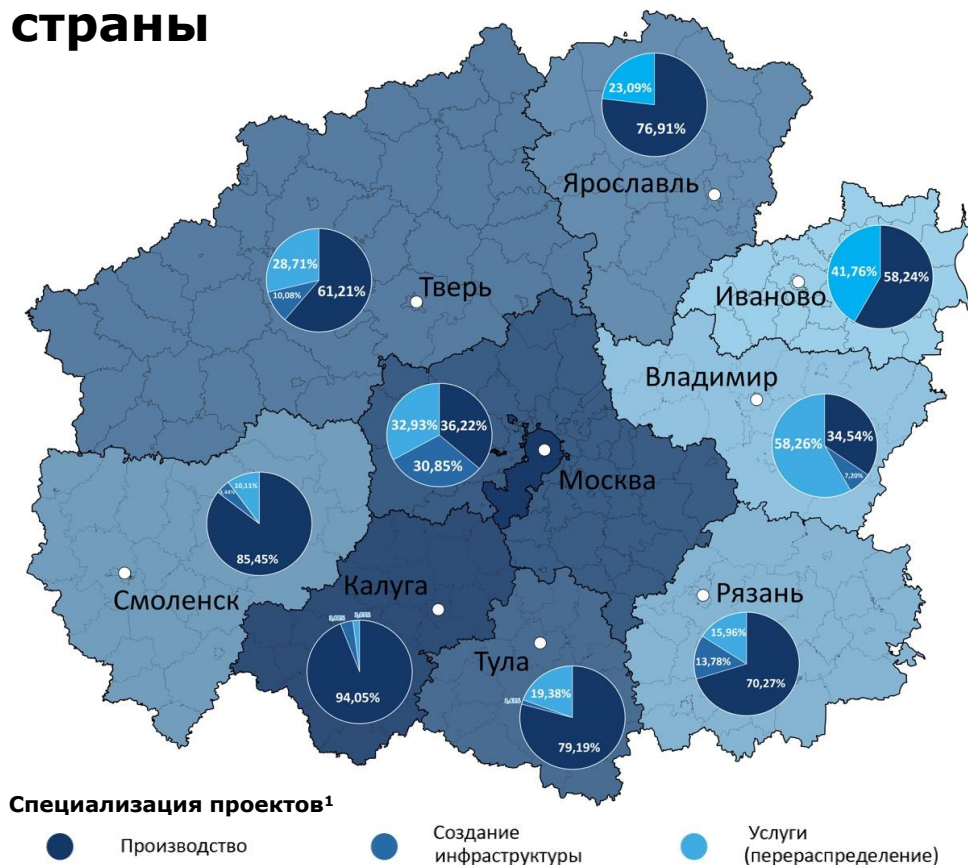 страны
23,09%
76,91%
Ярославль
28,71%
10,08%
61,21%
Тверь
41,76%
58,24%
Иваново
Владимир
58,26%
34,54%
7,20%
32,93%
36,22%
30,85%
Москва
10,11%
85,45%
Смоленск
Калуга
94,05%
Тула
19,38%
79,19%
Рязань
15,96%
13,78%
70,27%
Специализация проектов¹
Производство
Создание
инфраструктуры
Услуги
(перераспределение)